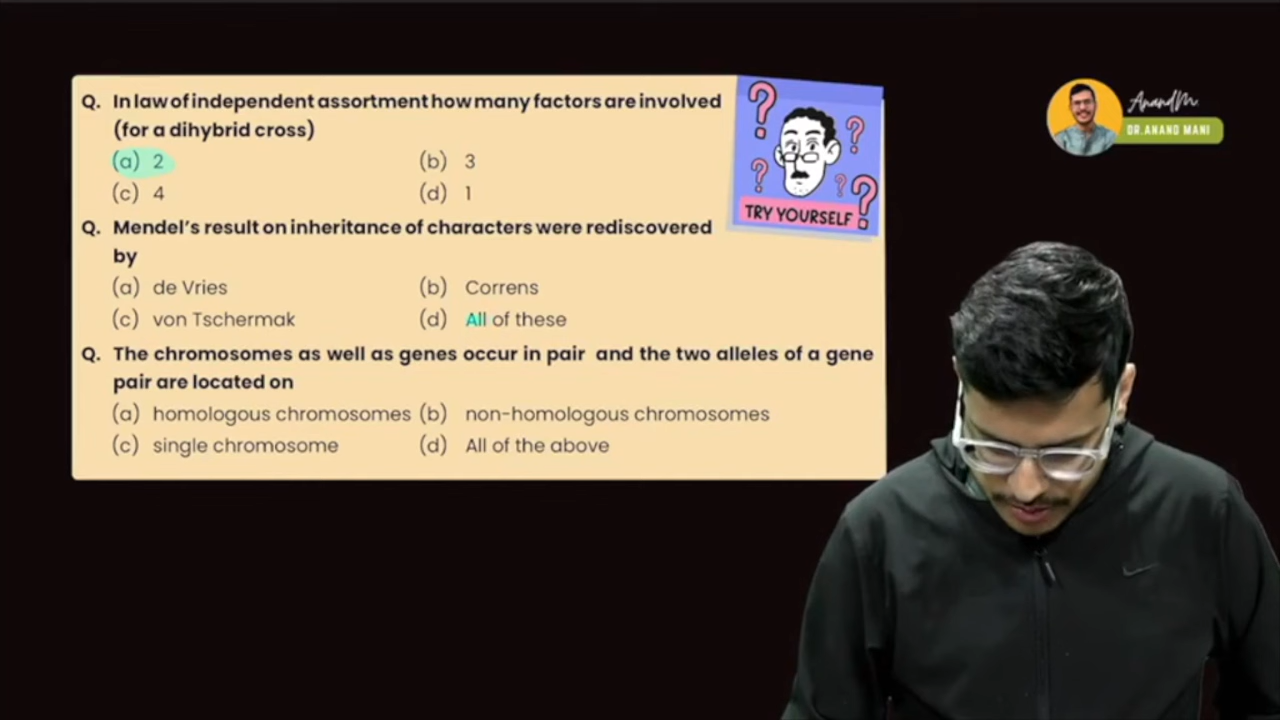 Q. In law of independent assortment how many factors are involved
(for a dihybrid cross)
(a) 2 (b) 3
(c) 4 (d) 1
Q. Mendel's result on inheritance of characters were rediscovered
by
(a) de Vries (b) Correns
(c) von Tschermak (d) All of these
Q. The chromosomes as well as genes occur in pair and the two alleles of a gene
pair are located on
(a) homologous chromosomes (b) non-homologous chromosomes
(c) single chromosome (d) All of the above
? ? ? ? ?
TRY YOURSELF
AnandM.
DR.ANAND MANI